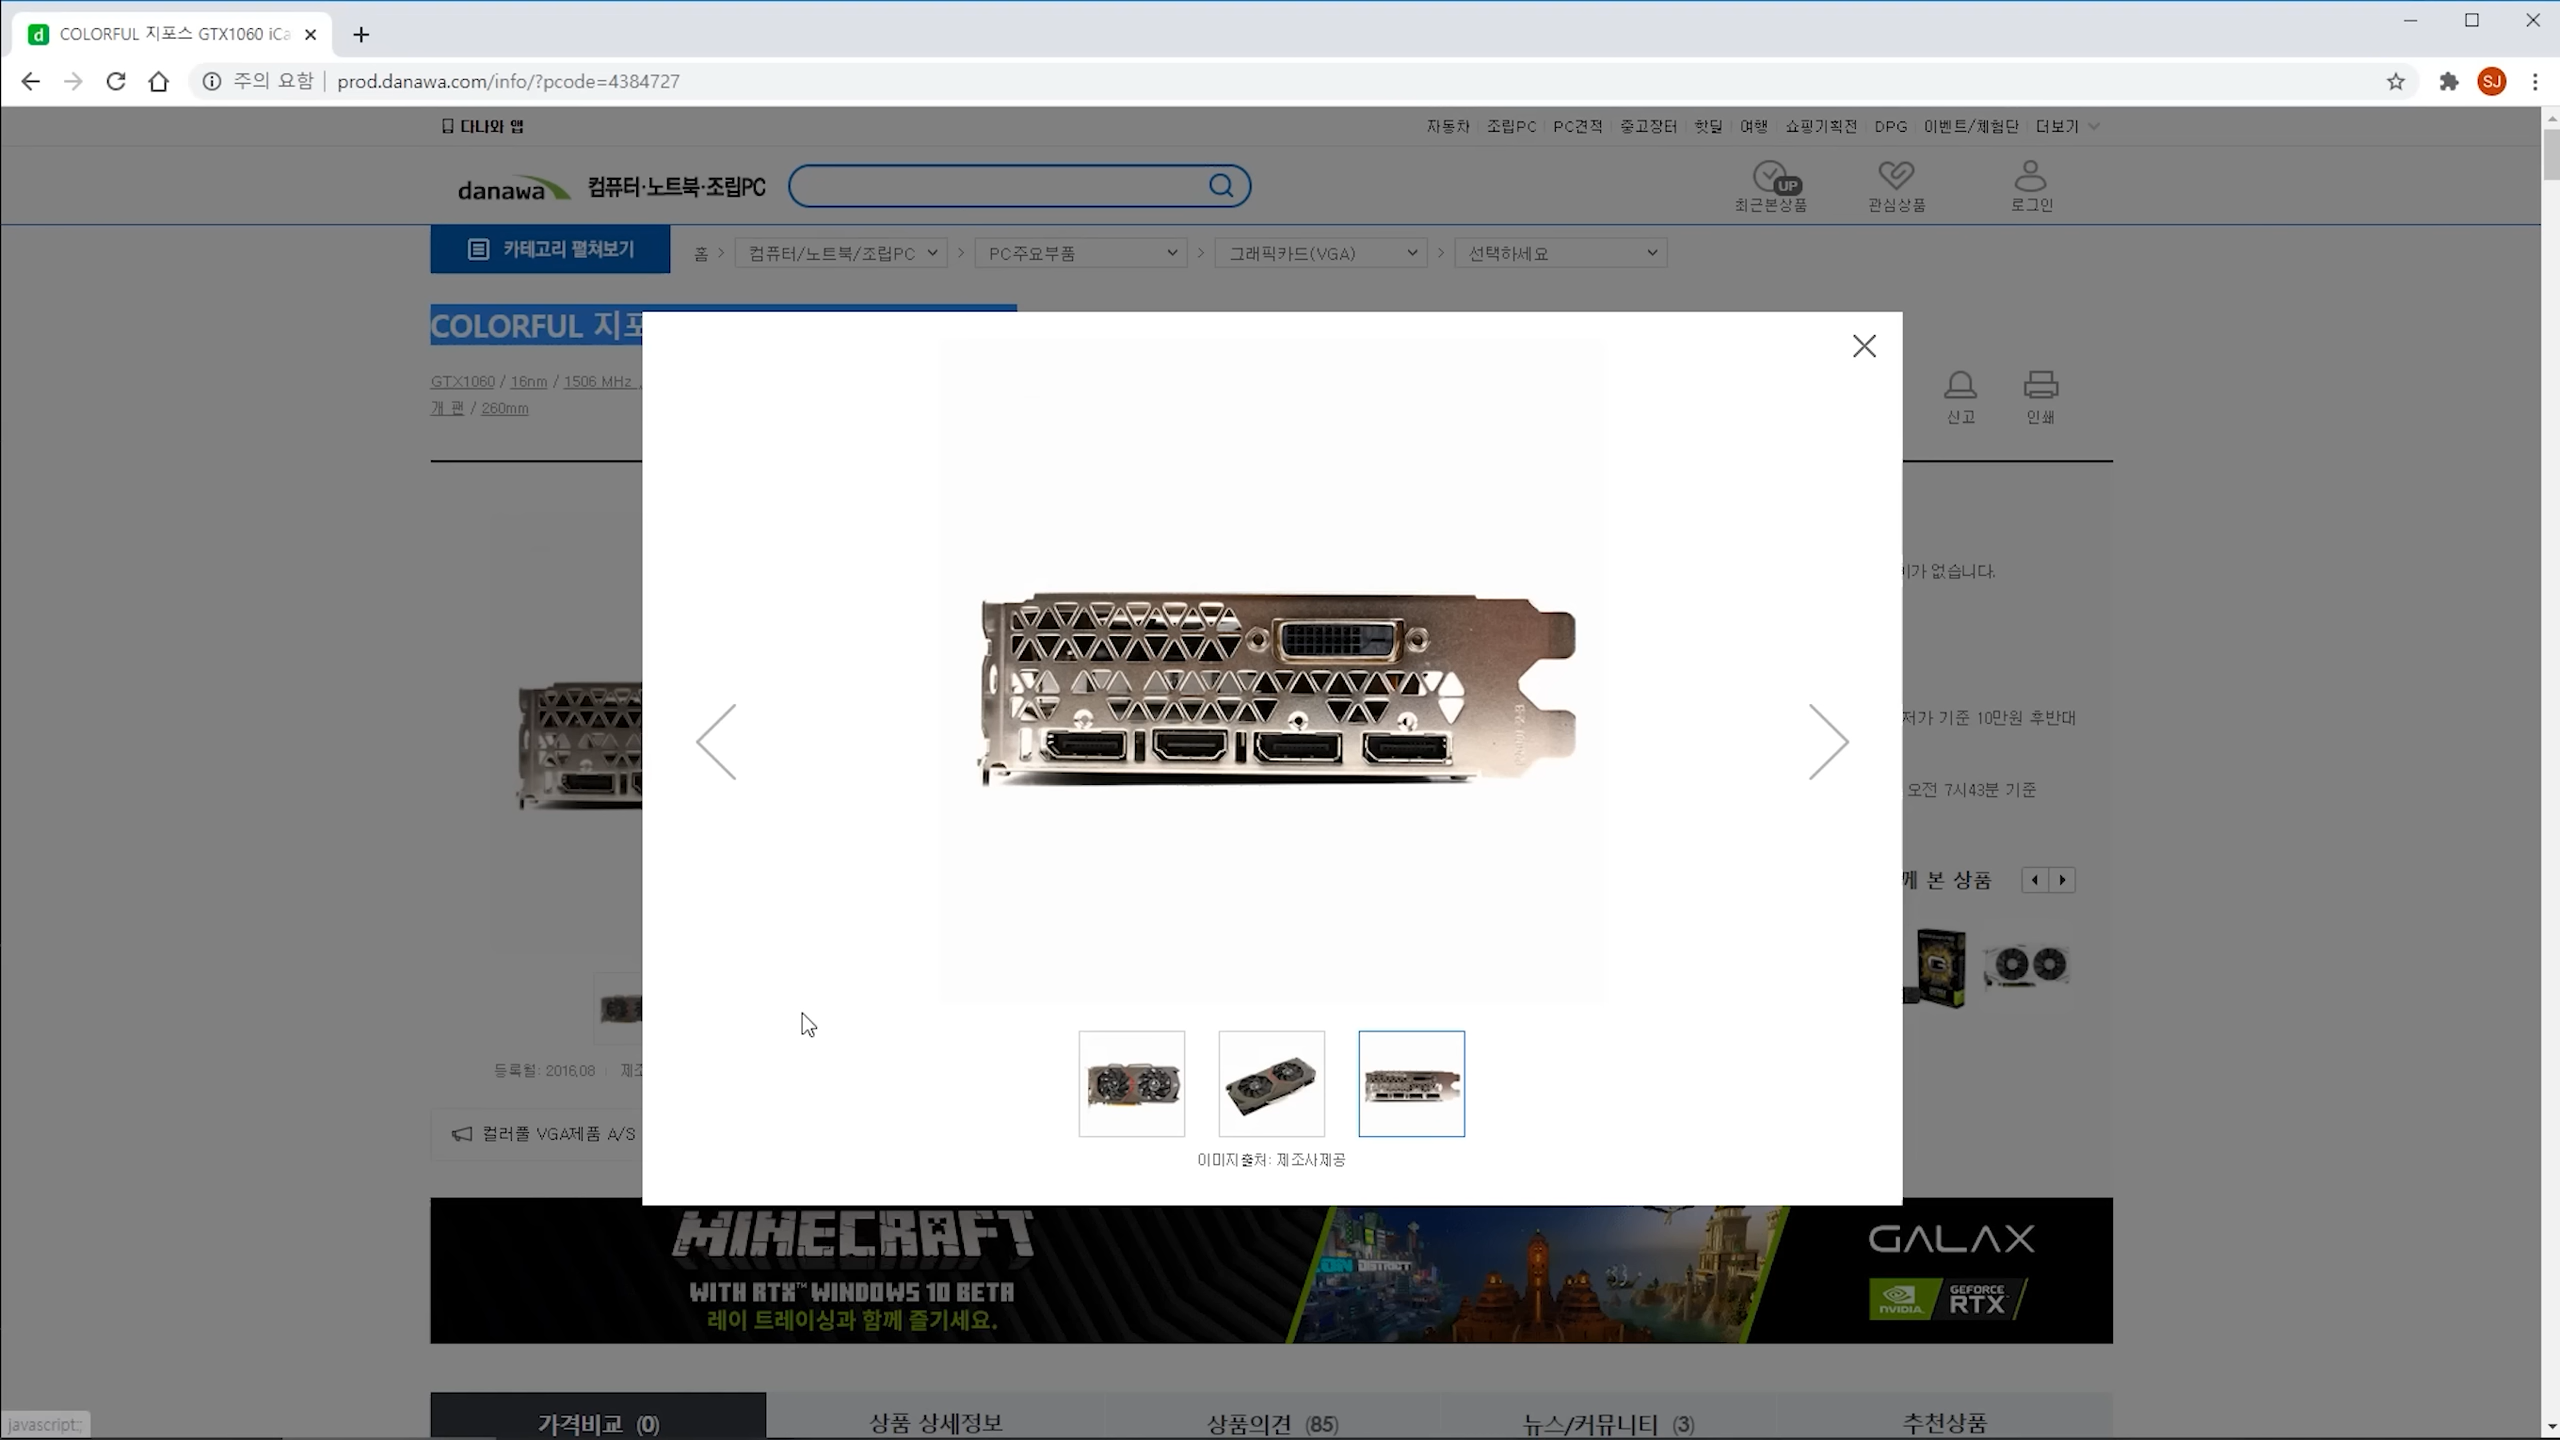 COLORFUL 지포스 GTX1060 iCa
주의 요함 | prod.danawa.com/info/?pcode=4384727
SJ
다나와 앱
자동차 조립PC PC견적 중고장터 핫딜 여행 쇼핑기획전 DPG 이벤트/체험단 더보기
danawa 컴퓨터·노트북·조립PC
UP
최근본상품 관심상품 로그인
카테고리 펼쳐보기 홈 > 컴퓨터/노트북/조립PC > PC주요부품 > 그래픽카드(VGA) > 선택하세요
COLORFUL 지포
GTX1060 / 16nm / 1506 MHz
개 팬 / 260mm
신고 인쇄
가 없습니다.
저가 기준 10만원 후반대
오전 7시43분 기준
께 본 상품
등록월: 2016.08 제조
컬러풀 VGA제품 A/S
이미지출처: 제조사제공
MINECRAFT
WITH RTX™ WINDOWS 10 BETA
레이 트레이싱과 함께 즐기세요.
GALAX
NVIDIA GEFORCE RTX
가격비교 (0) 상품 상세정보 상품의견 (85) 뉴스/커뮤니티 (3) 추천상품
javascript:;